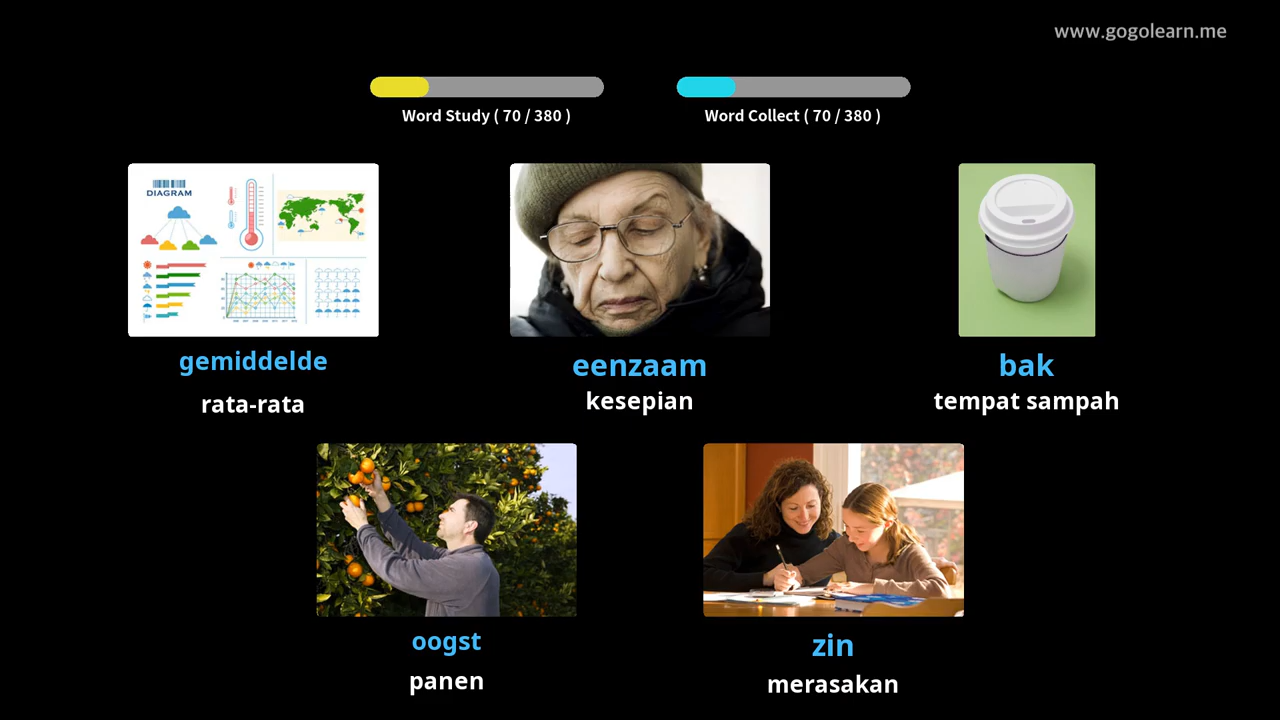 www.gogolearn.me
Word Study ( 70 / 380 )
Word Collect ( 70 / 380 )
DIAGRAM
gemiddelde
rata-rata
eenzaam
kesepian
bak
tempat sampah
oogst
panen
zin
merasakan